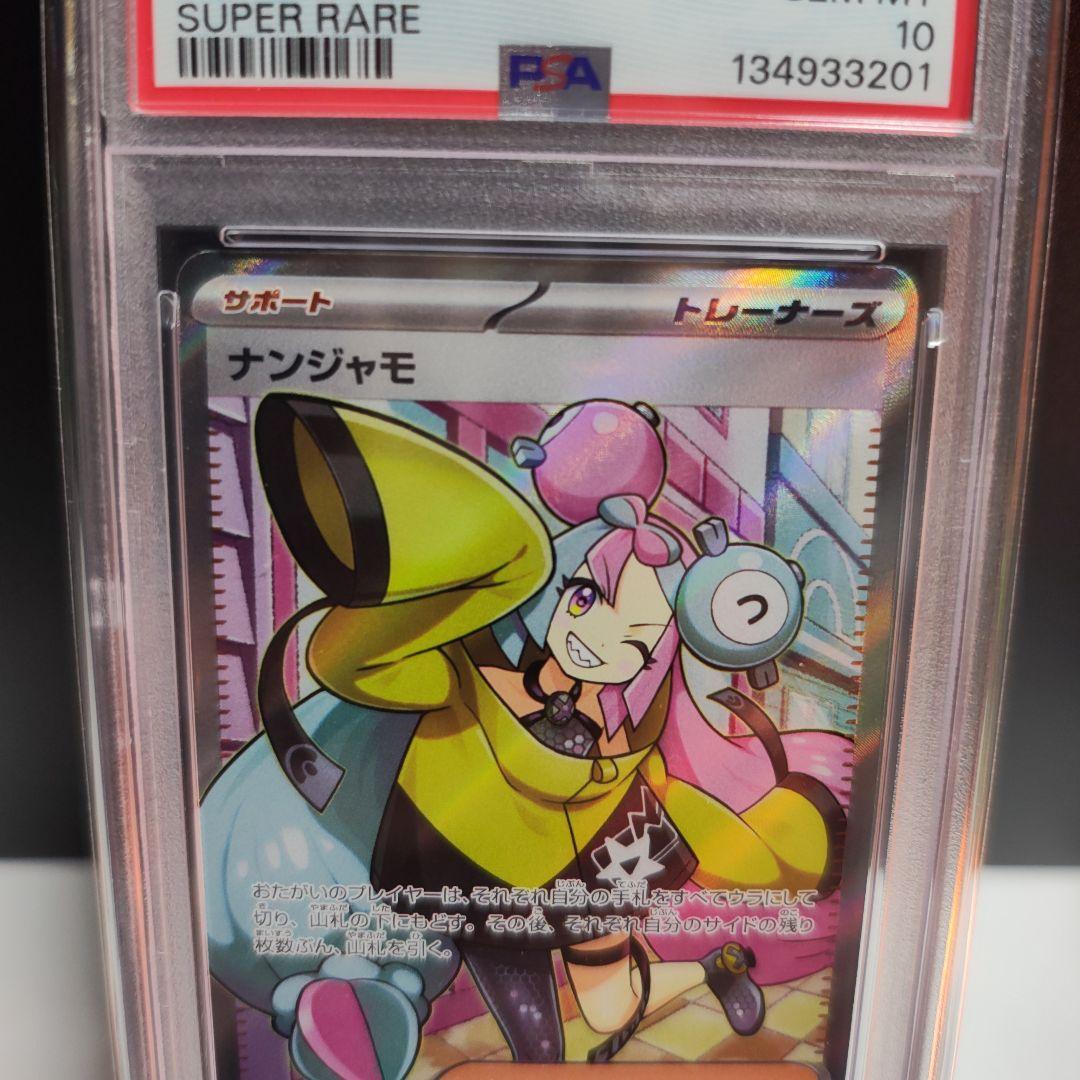 SUPER RARE
GEM MT
10
PSA
134933201
サポート
トレーナーズ
ナンジャモ
おたがいのプレイヤーは、それぞれ自分の手札をすべてウラにして
切り、山札の下にもどす。その後、それぞれ自分のサイドの残り
枚数ぶん、山札を引く。